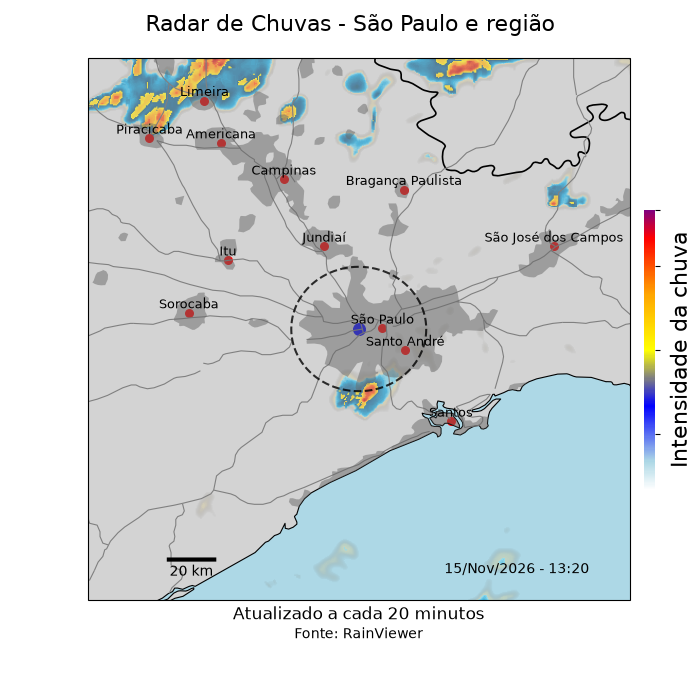 Radar de Chuvas - São Paulo e região
Limeira
Piracicaba
Americana
Campinas
Bragança Paulista
Jundiaí
São José dos Campos
Itu
Sorocaba
São Paulo
Santo André
Santos
Intensidade da chuva
20 km
15/Nov/2026 - 13:20
Atualizado a cada 20 minutos
Fonte: RainViewer